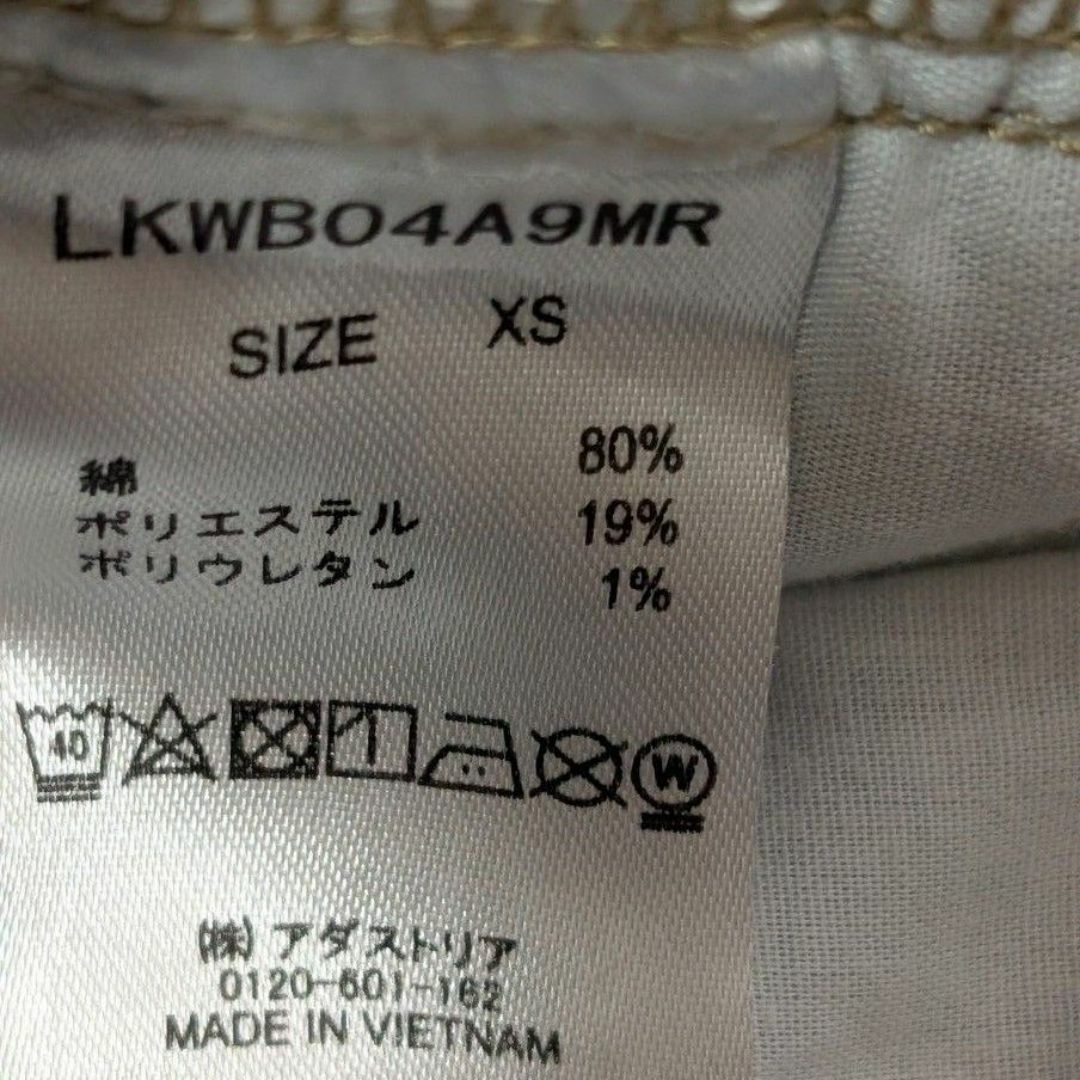 LKWB04A9MR
SIZE XS
綿 80%
ポリエステル 19%
ポリウレタン 1%
40
W
(株)アダストリア
0120-601-162
MADE IN VIETNAM